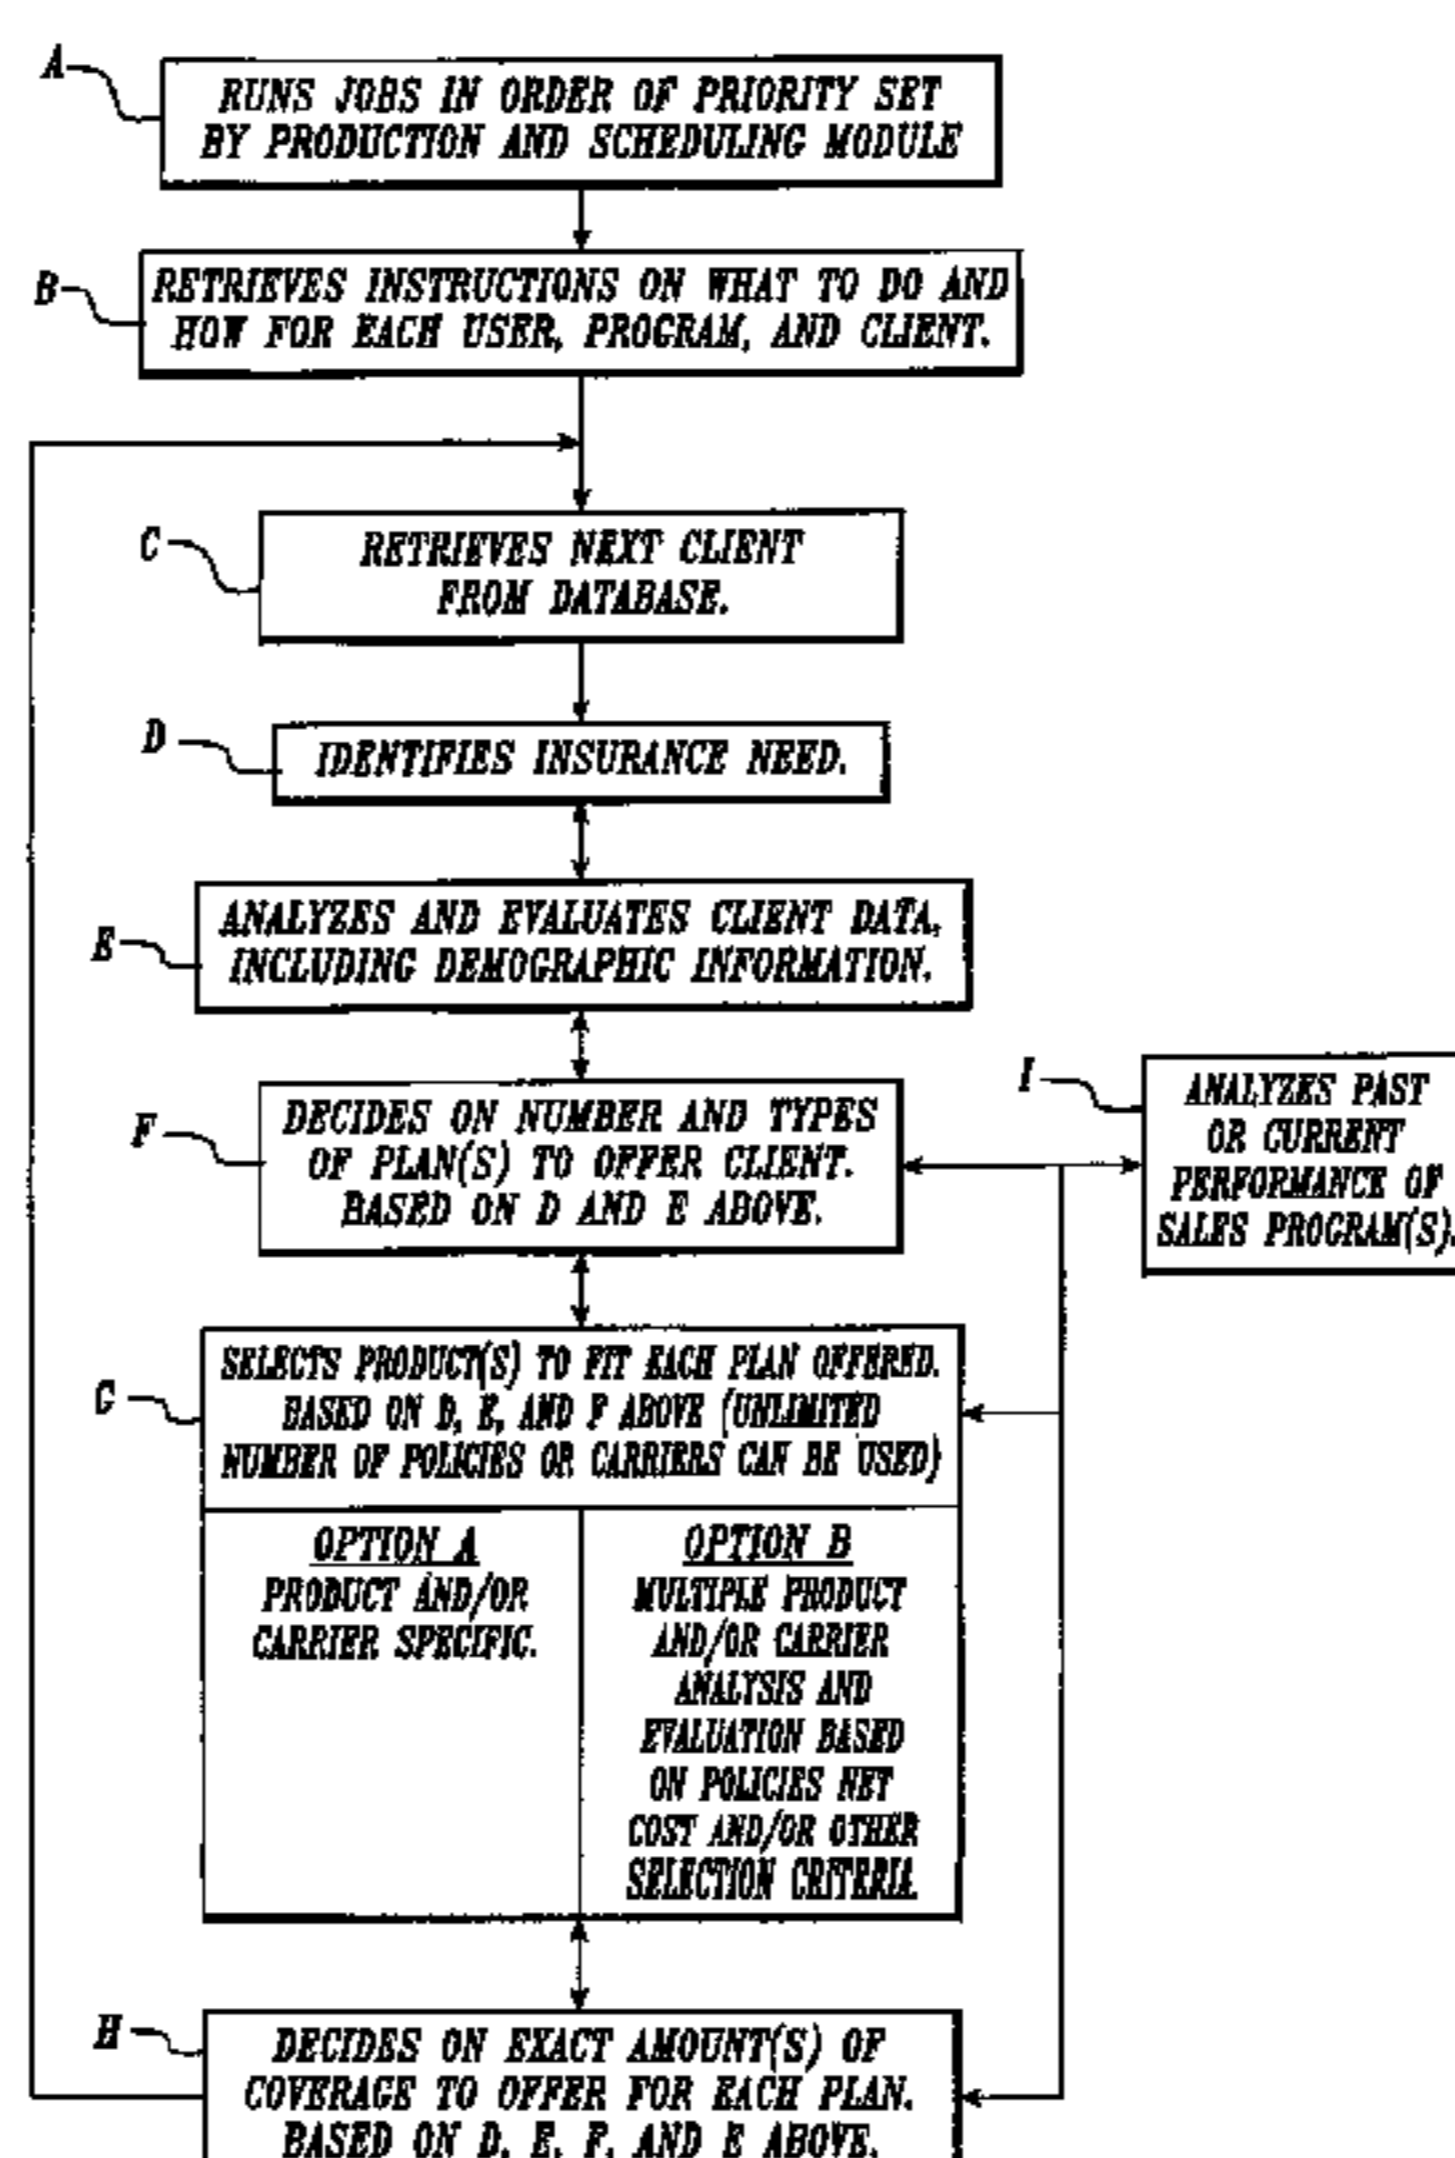 A
RUNS JOBS IN ORDER OF PRIORITY SET
BY PRODUCTION AND SCHEDULING MODULE
B
RETRIEVES INSTRUCTIONS ON WHAT TO DO AND
HOW FOR EACH USER, PROGRAM, AND CLIENT.
C
RETRIEVES NEXT CLIENT
FROM DATABASE.
D
IDENTIFIES INSURANCE NEED.
E
ANALYZES AND EVALUATES CLIENT DATA,
INCLUDING DEMOGRAPHIC INFORMATION.
F
DECIDES ON NUMBER AND TYPES
OF PLAN(S) TO OFFER CLIENT.
BASED ON D AND E ABOVE.
I
ANALYZES PAST
OR CURRENT
PERFORMANCE OF
SALES PROGRAM(S).
G
SELECTS PRODUCT(S) TO FIT EACH PLAN OFFERED.
BASED ON D, E, AND F ABOVE (UNLIMITED
NUMBER OF POLICIES OR CARRIERS CAN BE USED)
OPTION A
PRODUCT AND/OR
CARRIER SPECIFIC.
OPTION B
MULTIPLE PRODUCT
AND/OR CARRIER
ANALYSIS AND
EVALUATION BASED
ON POLICIES NET
COST AND/OR OTHER
SELECTION CRITERIA.
H
DECIDES ON EXACT AMOUNT(S) OF
COVERAGE TO OFFER FOR EACH PLAN.
BASED ON D, E, F, AND E ABOVE.